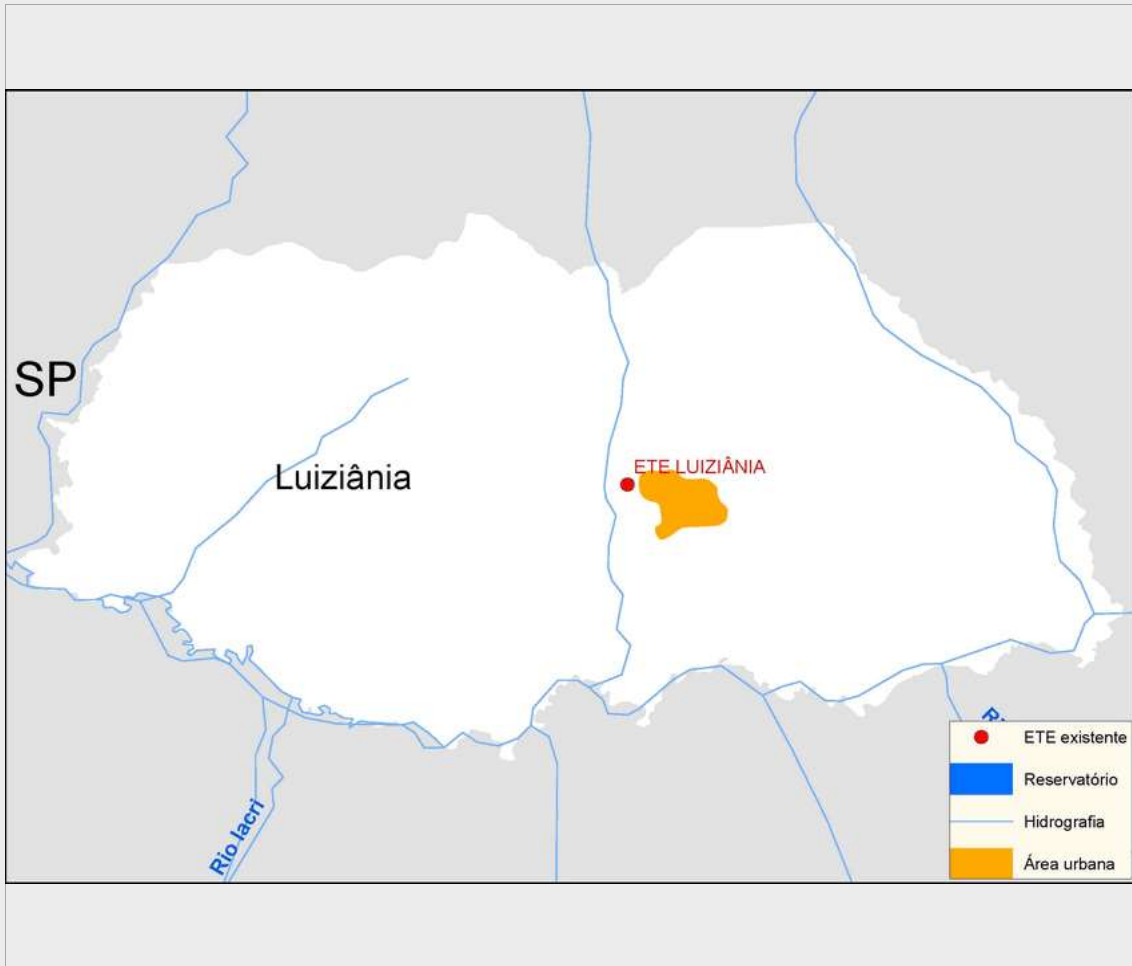 SP
ETE LUIZIÂNIA
Luiziânia
Rio Iacri
ETE existente
Reservatório
Hidrografia
Área urbana